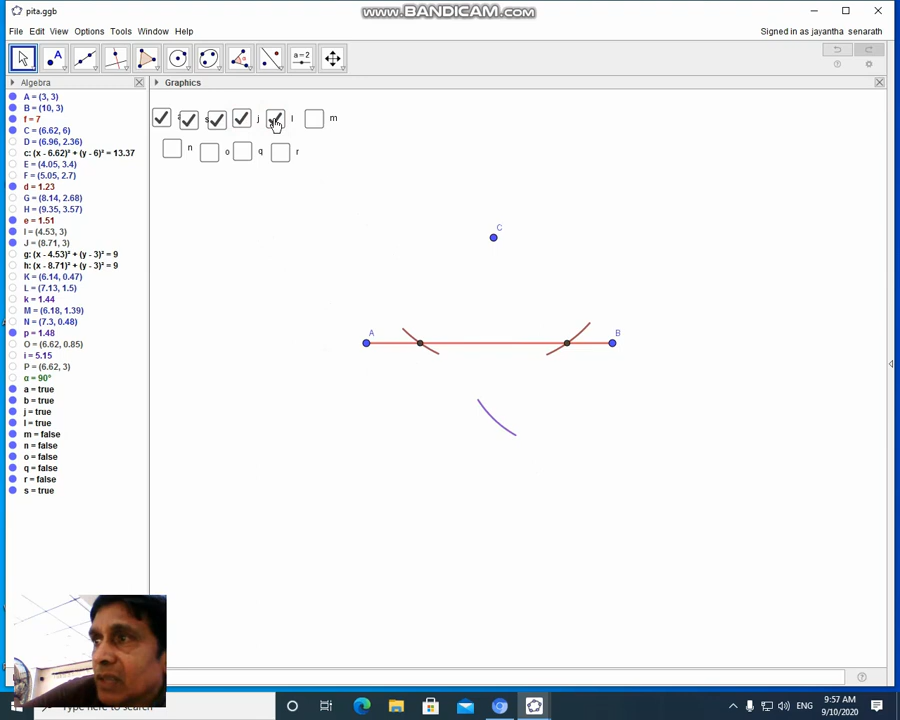 pita.ggb
www.BANDICAM.com
File Edit View Options Tools Window Help
Signed in as jayantha senarath
A
a=2
Algebra
Graphics
A = (3, 3)
B = (10, 3)
f = 7
C = (6.62, 6)
D = (6.96, 2.36)
c: (x - 6.62)² + (y - 6)² = 13.37
E = (4.05, 3.4)
F = (5.05, 2.7)
d = 1.23
G = (8.14, 2.68)
H = (9.35, 3.57)
e = 1.51
I = (4.53, 3)
J = (8.71, 3)
g: (x - 4.53)² + (y - 3)² = 9
h: (x - 8.71)² + (y - 3)² = 9
K = (6.14, 0.47)
L = (7.13, 1.5)
k = 1.44
M = (6.18, 1.39)
N = (7.3, 0.48)
p = 1.48
O = (6.62, 0.85)
i = 5.15
P = (6.62, 3)
α = 90°
a = true
b = true
j = true
l = true
m = false
n = false
o = false
q = false
r = false
s = true
s j l m
n o q r
C
A
B
to search
ENG
9:57 AM
9/10/2020